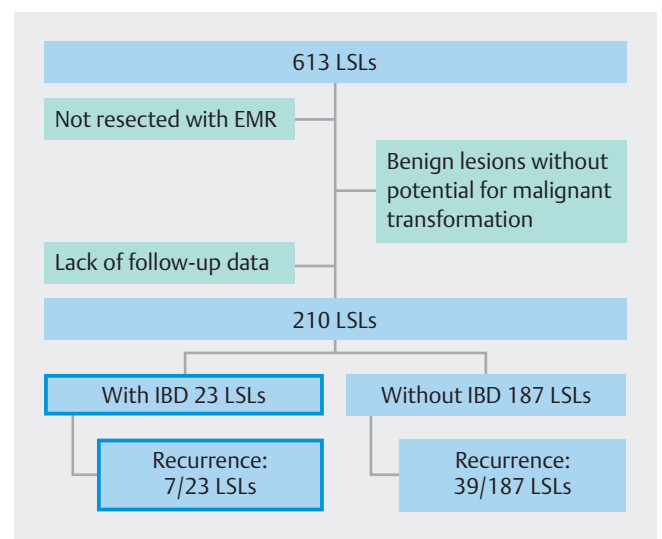 613 LSLs
Not resected with EMR
Benign lesions without
potential for malignant
transformation
Lack of follow-up data
210 LSLs
With IBD 23 LSLs
Without IBD 187 LSLs
Recurrence:
7/23 LSLs
Recurrence:
39/187 LSLs